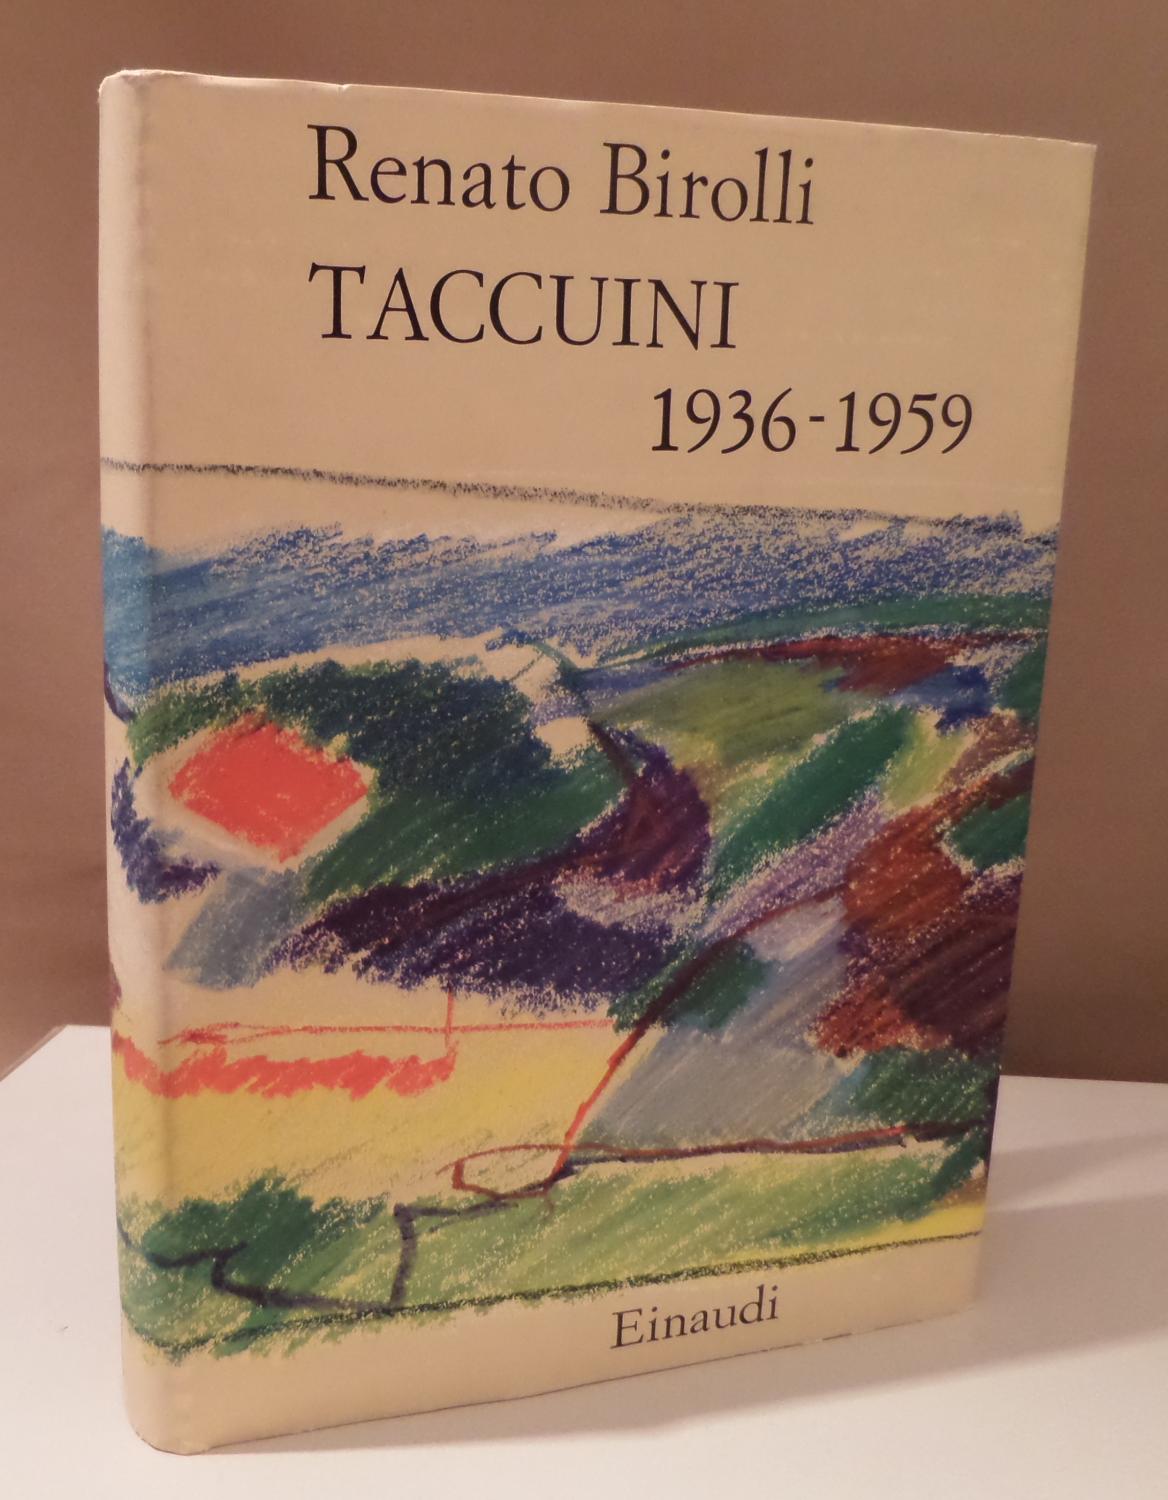 Renato Birolli
TACCUINI
1936-1959
Einaudi